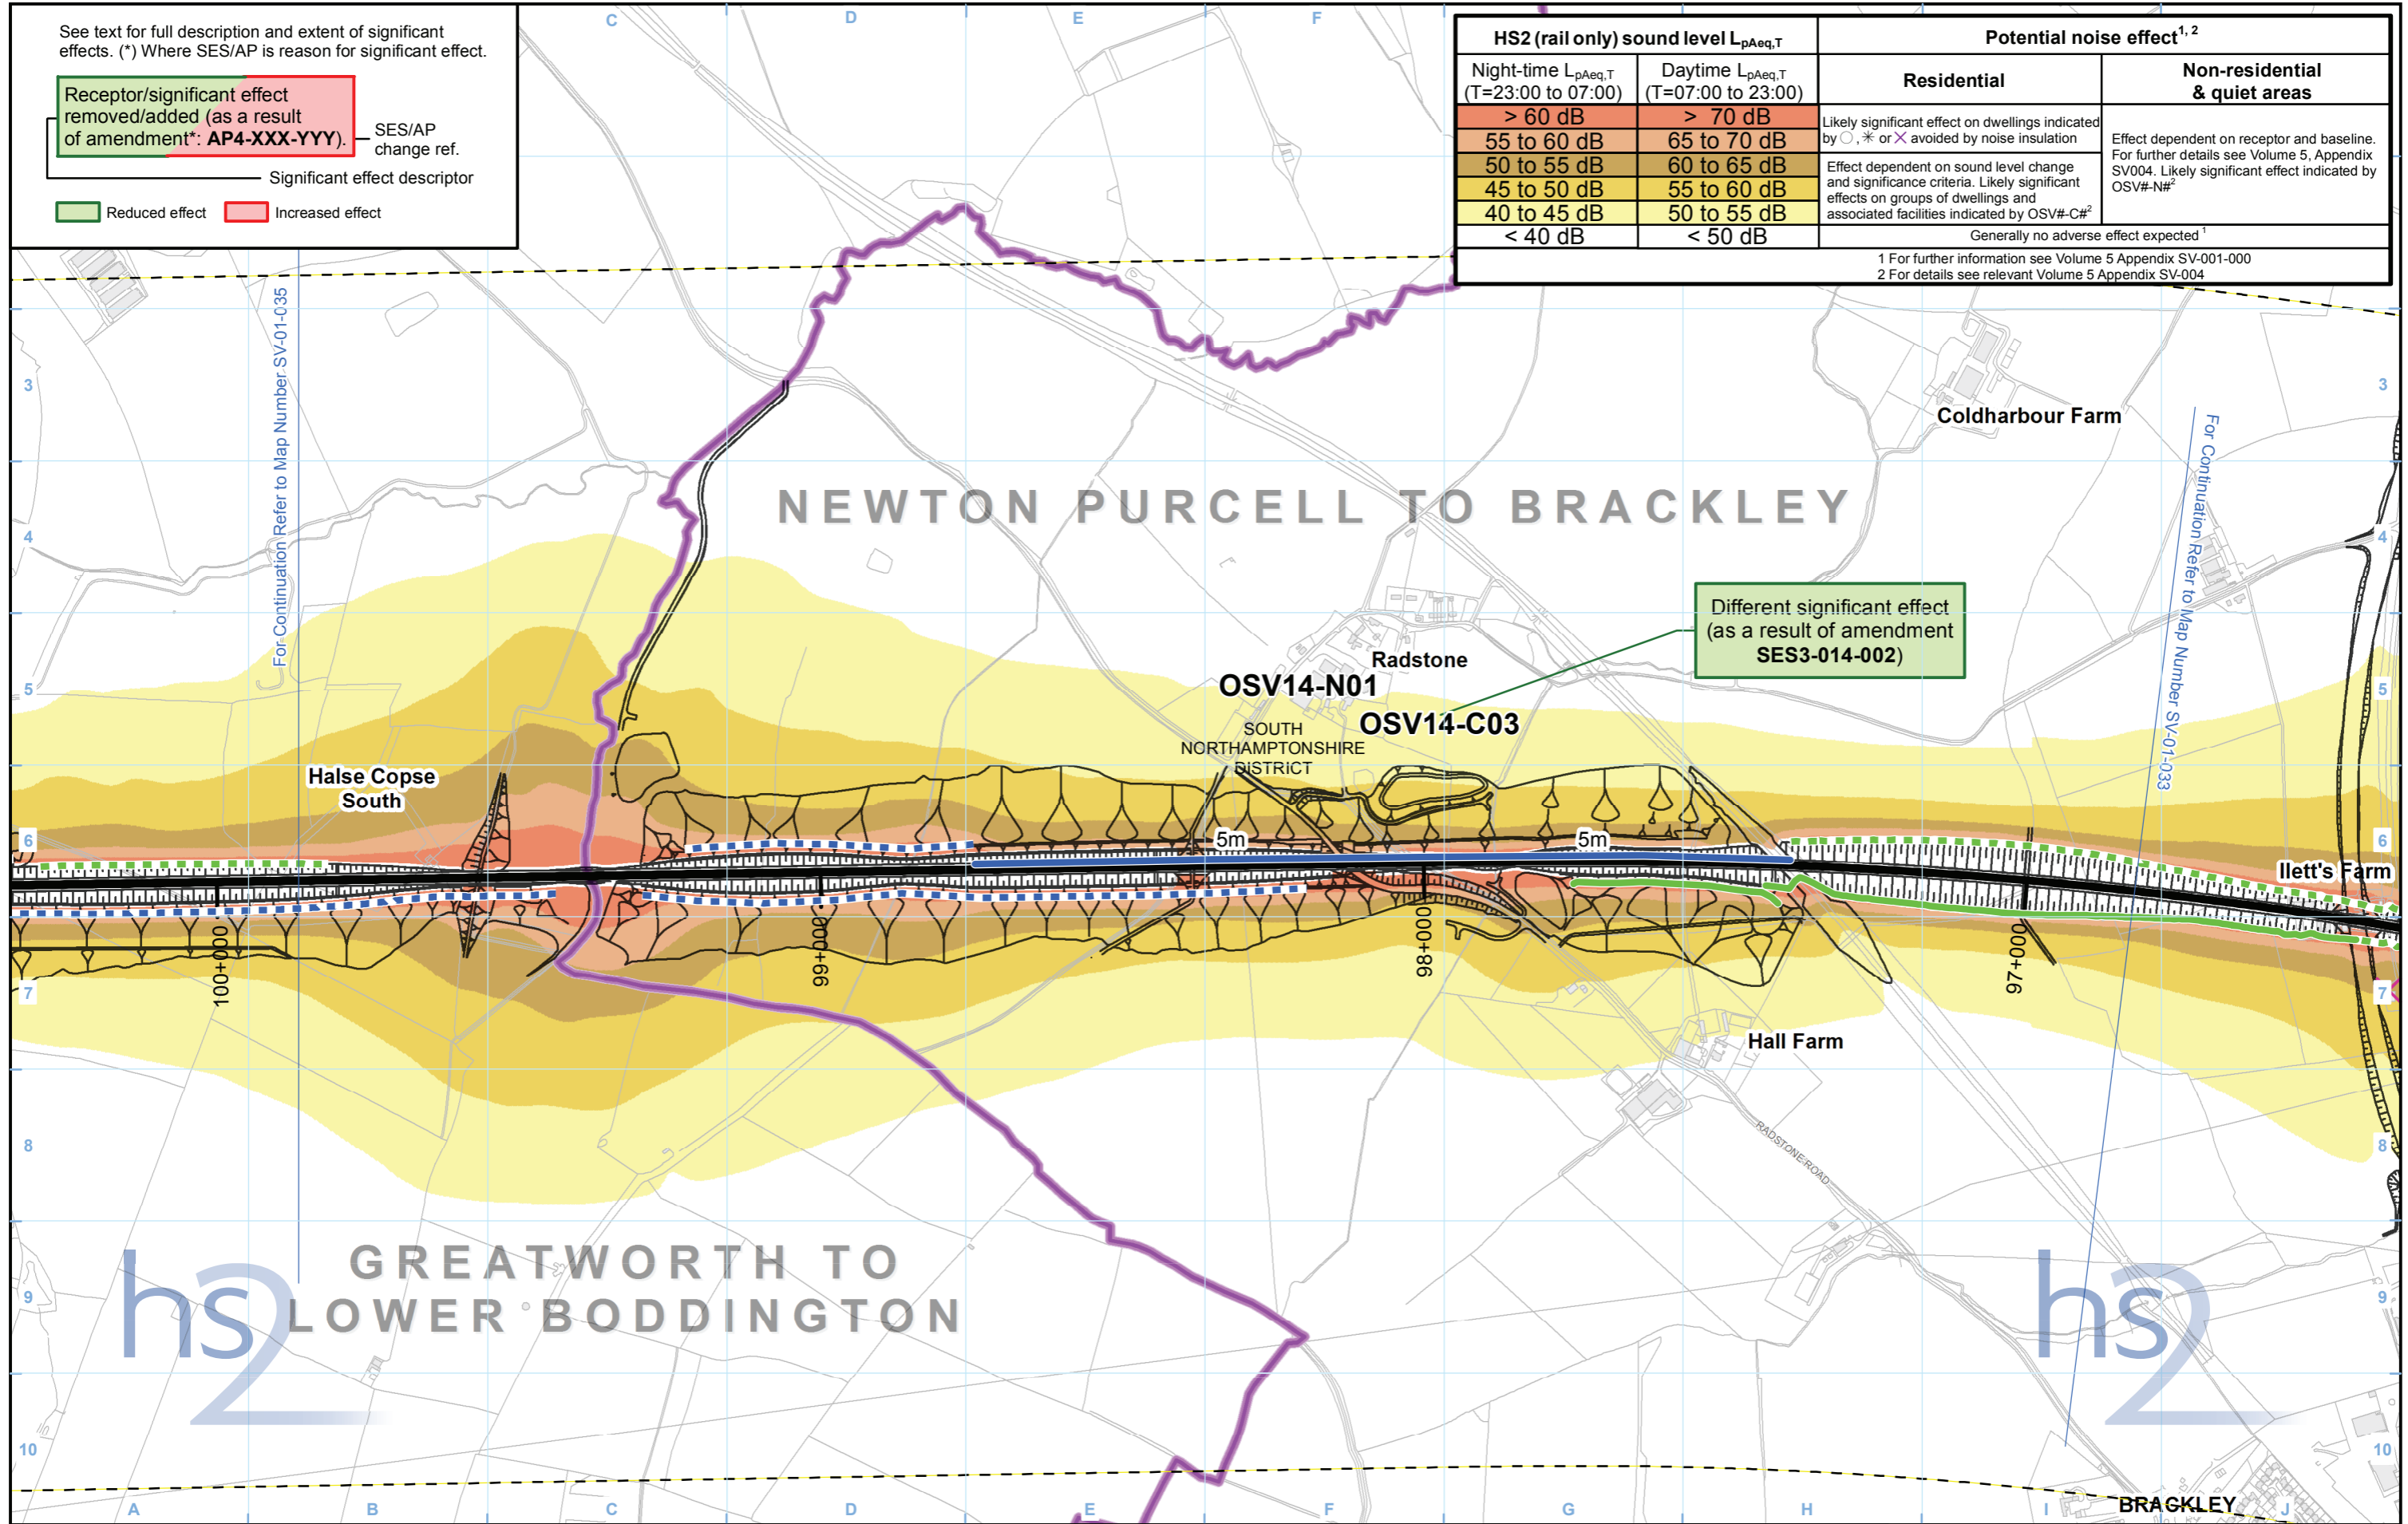 See text for full description and extent of significant
effects. (*) Where SES/AP is reason for significant effect.
Receptor/significant effect
removed/added (as a result
of amendment*: AP4-XXX-YYY).
SES/AP
change ref.
Significant effect descriptor
Reduced effect
Increased effect
HS2 (rail only) sound level LpAeq,T
Potential noise effect1, 2
Night-time LpAeq,T
(T=23:00 to 07:00)
Daytime LpAeq,T
(T=07:00 to 23:00)
Residential
Non-residential
& quiet areas
> 60 dB
> 70 dB
55 to 60 dB
65 to 70 dB
50 to 55 dB
60 to 65 dB
45 to 50 dB
55 to 60 dB
40 to 45 dB
50 to 55 dB
< 40 dB
< 50 dB
Likely significant effect on dwellings indicated
by ○, ✳ or ✕ avoided by noise insulation
Effect dependent on sound level change
and significance criteria. Likely significant
effects on groups of dwellings and
associated facilities indicated by OSV#-C#2
Effect dependent on receptor and baseline.
For further details see Volume 5, Appendix
SV004. Likely significant effect indicated by
OSV#-N#2
Generally no adverse effect expected 1
1 For further information see Volume 5 Appendix SV-001-000
2 For details see relevant Volume 5 Appendix SV-004
C
D
E
F
3
3
Coldharbour Farm
For Continuation Refer to Map Number SV-01-035
For Continuation Refer to Map Number SV-01-033
NEWTON PURCELL TO BRACKLEY
4
4
Different significant effect
(as a result of amendment
SES3-014-002)
Radstone
OSV14-N01
OSV14-C03
5
5
SOUTH
NORTHAMPTONSHIRE
DISTRICT
Halse Copse
South
6
5m
5m
6
Ilett's Farm
100+000
99+000
98+000
97+000
7
7
Hall Farm
RADSTONE ROAD
8
8
GREATWORTH TO
LOWER BODDINGTON
hs2
hs2
9
9
10
10
A
B
C
D
E
F
G
H
I
J
BRACKLEY